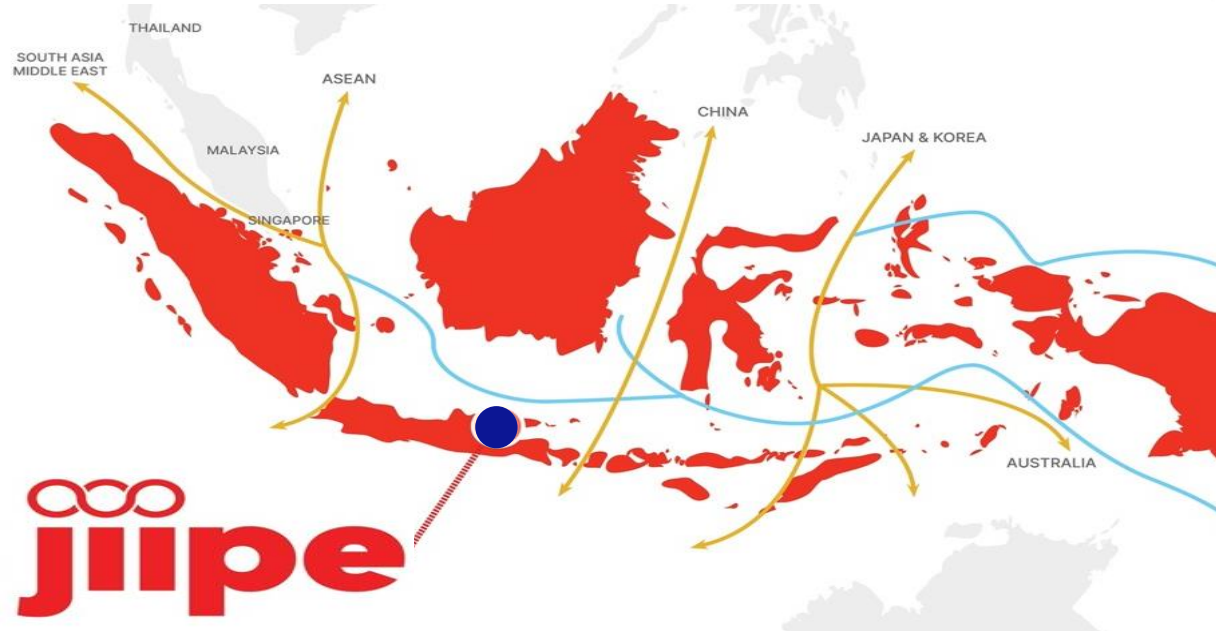 THAILAND
SOUTH ASIA
MIDDLE EAST
ASEAN
CHINA
JAPAN & KOREA
MALAYSIA
SINGAPORE
AUSTRALIA
jiipe